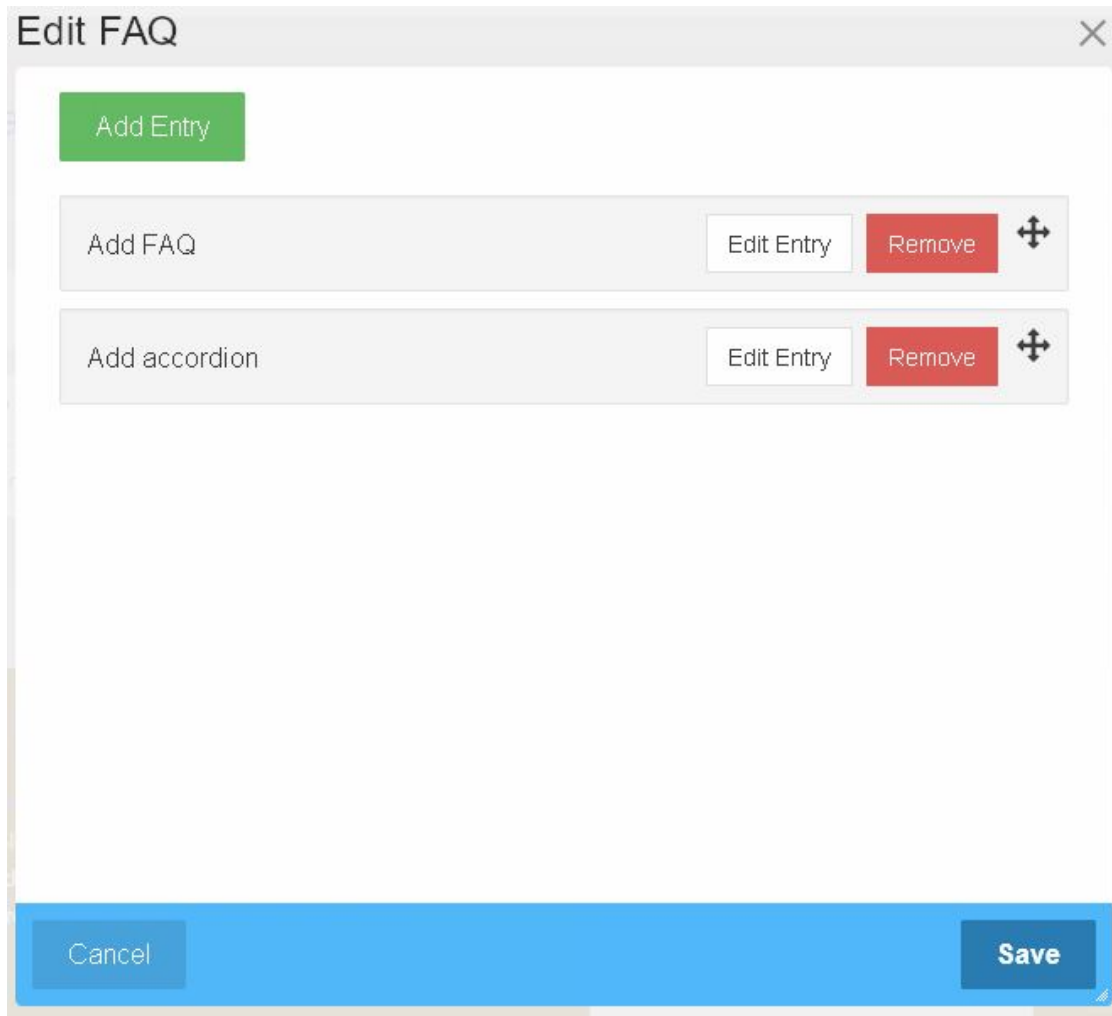 Edit FAQ
Add Entry
Add FAQ Edit Entry Remove
Add accordion Edit Entry Remove
Cancel Save